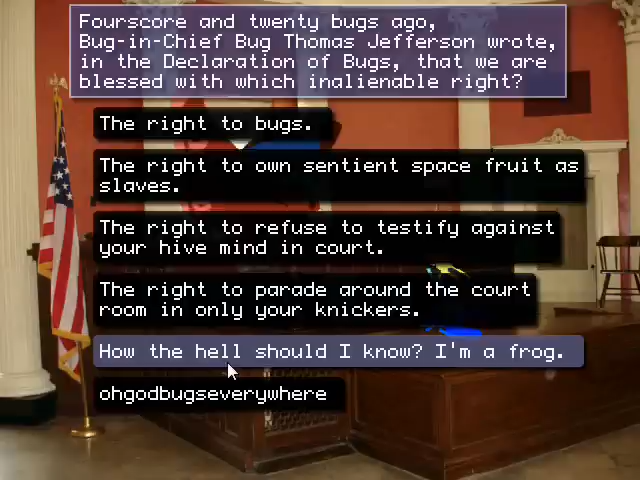 Fourscore and twenty bugs ago,
Bug-in-Chief Bug Thomas Jefferson wrote,
in the Declaration of Bugs, that we are
blessed with which inalienable right?
The right to bugs.
The right to own sentient space fruit as
slaves.
The right to refuse to testify against
your hive mind in court.
The right to parade around the court
room in only your knickers.
How the hell should I know? I'm a frog.
ohgodbugseverywhere